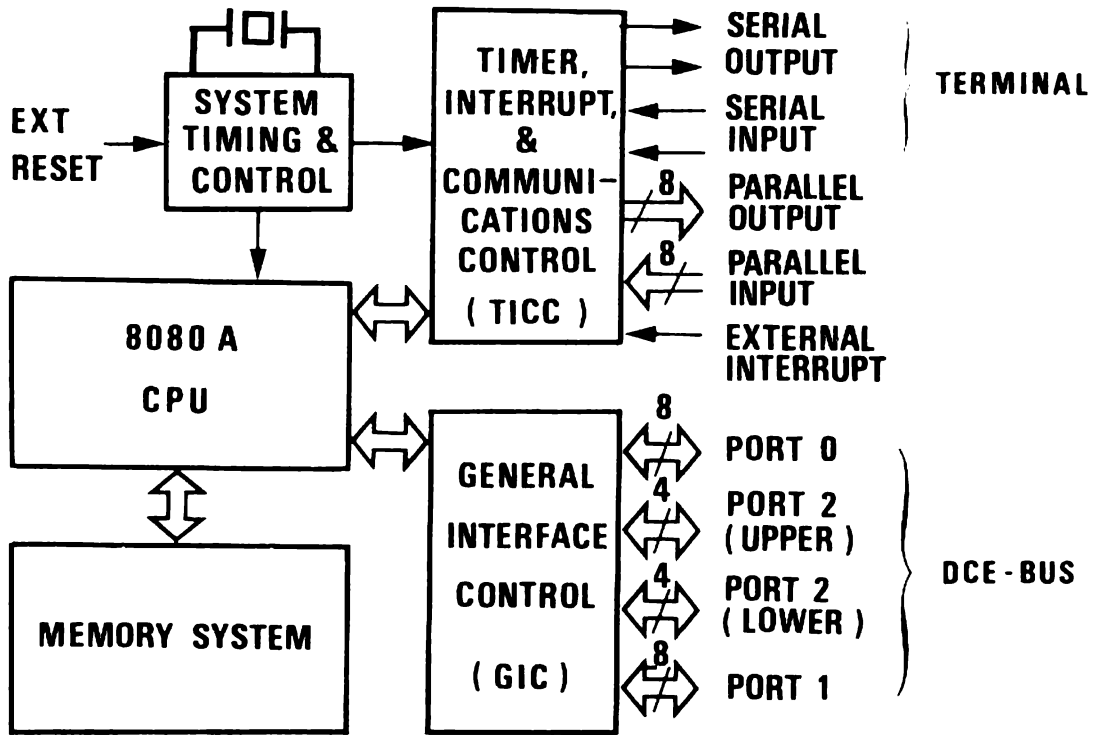 EXT
RESET
SYSTEM
TIMING &
CONTROL
TIMER,
INTERRUPT,
&
COMMUNI-
CATIONS
CONTROL
( TICC )
SERIAL
OUTPUT
SERIAL
INPUT
8
PARALLEL
OUTPUT
8
PARALLEL
INPUT
EXTERNAL
INTERRUPT
TERMINAL
8080 A
CPU
MEMORY SYSTEM
GENERAL
INTERFACE
CONTROL
( GIC )
8
PORT 0
4
PORT 2
( UPPER )
4
PORT 2
( LOWER )
8
PORT 1
DCE-BUS